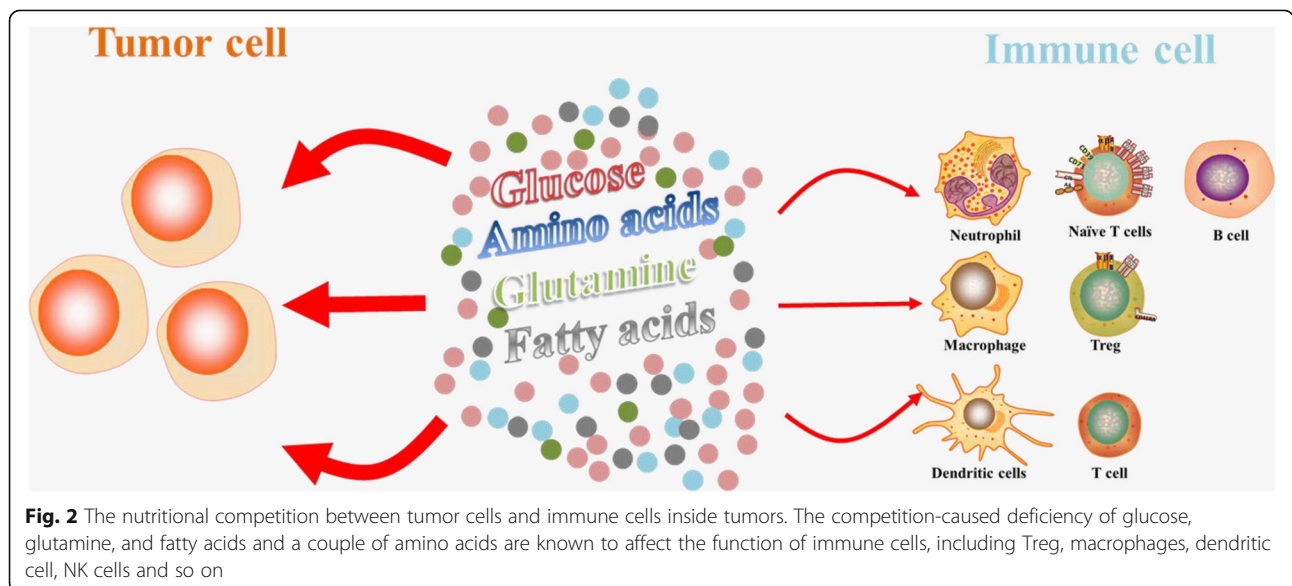 Tumor cell
Immune cell
Glucose
Amino acids
Glutamine
Fatty acids
CD39
CD73
Neutrophil
Naïve T cells
B cell
Macrophage
Treg
CD45RA
Dendritic cells
T cell
Fig. 2 The nutritional competition between tumor cells and immune cells inside tumors. The competition-caused deficiency of glucose,
glutamine, and fatty acids and a couple of amino acids are known to affect the function of immune cells, including Treg, macrophages, dendritic
cell, NK cells and so on